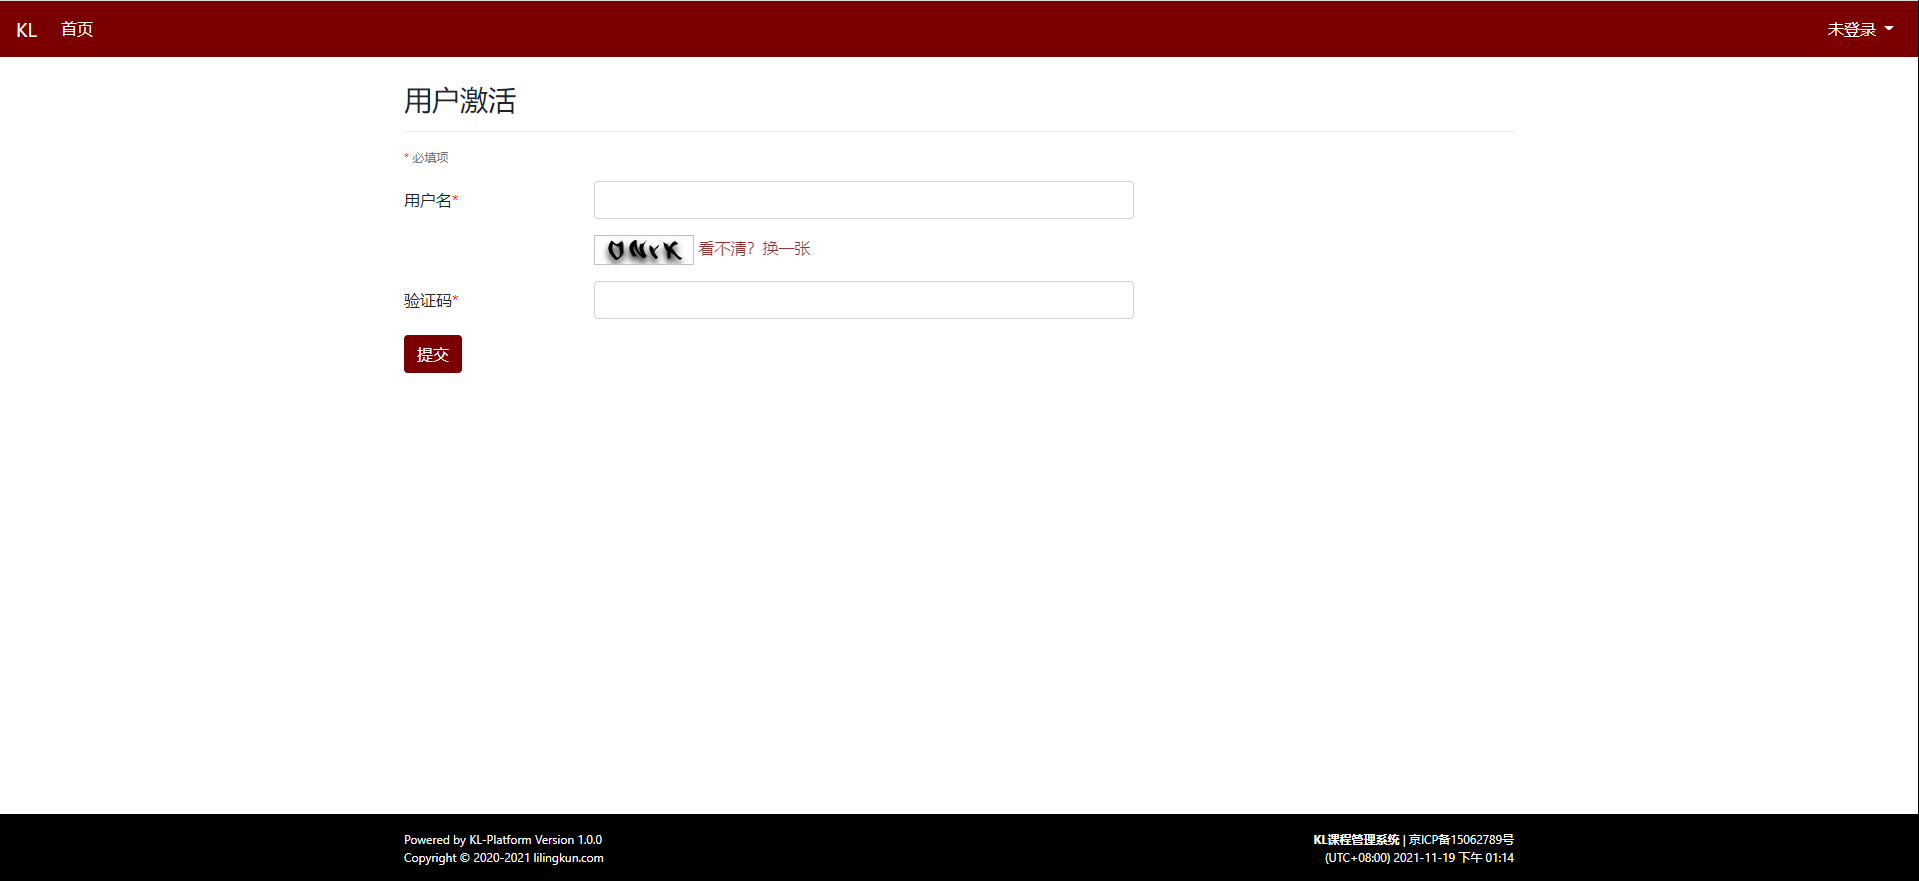 KL 首页 未登录
用户激活
* 必填项
用户名*
看不清？换一张
验证码*
提交
Powered by KL-Platform Version 1.0.0
Copyright © 2020-2021 lilingkun.com
KL课程管理系统 | 京ICP备15062789号
(UTC+08:00) 2021-11-19 下午 01:14